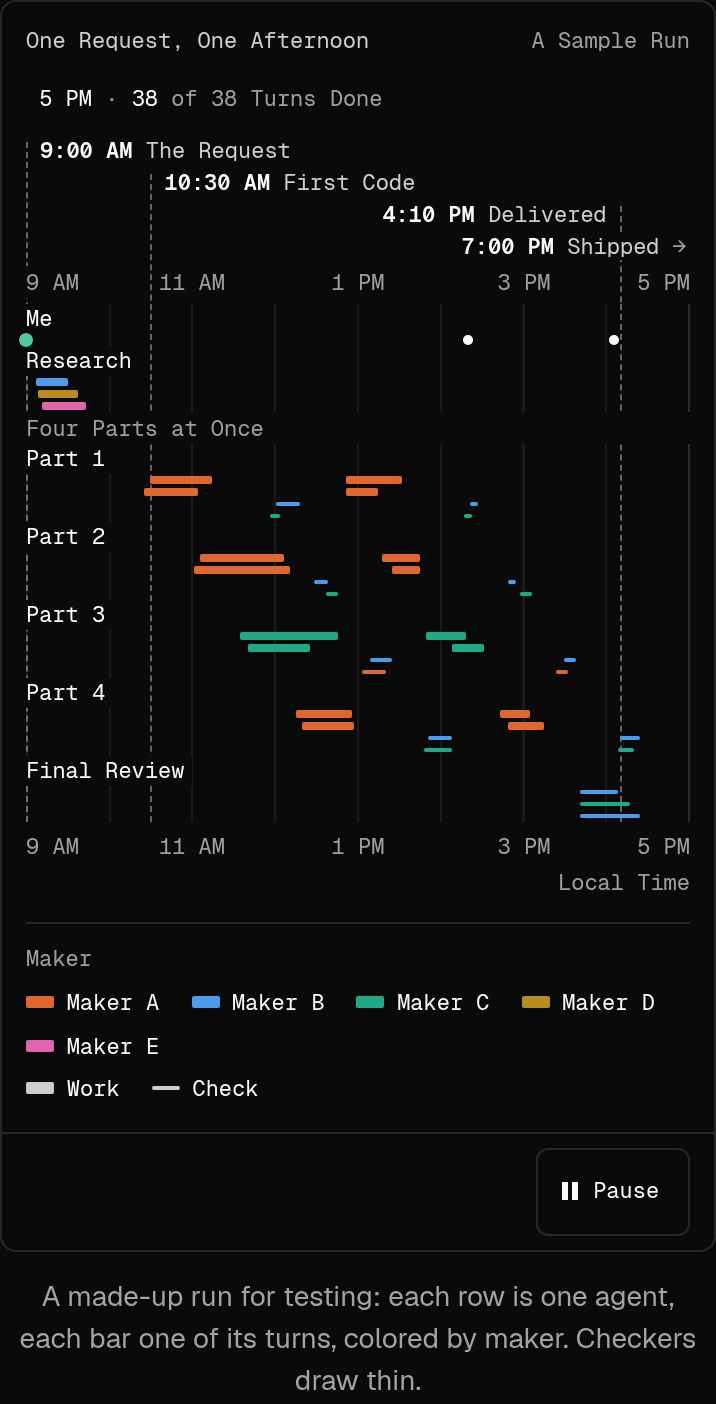 One Request, One Afternoon
A Sample Run
5 PM · 38 of 38 Turns Done
9:00 AM The Request
10:30 AM First Code
4:10 PM Delivered
7:00 PM Shipped →
9 AM 11 AM 1 PM 3 PM 5 PM
Me
Research
Four Parts at Once
Part 1
Part 2
Part 3
Part 4
Final Review
9 AM 11 AM 1 PM 3 PM 5 PM
Local Time
Maker
Maker A Maker B Maker C Maker D
Maker E
Work Check
Pause
A made-up run for testing: each row is one agent,
each bar one of its turns, colored by maker. Checkers
draw thin.